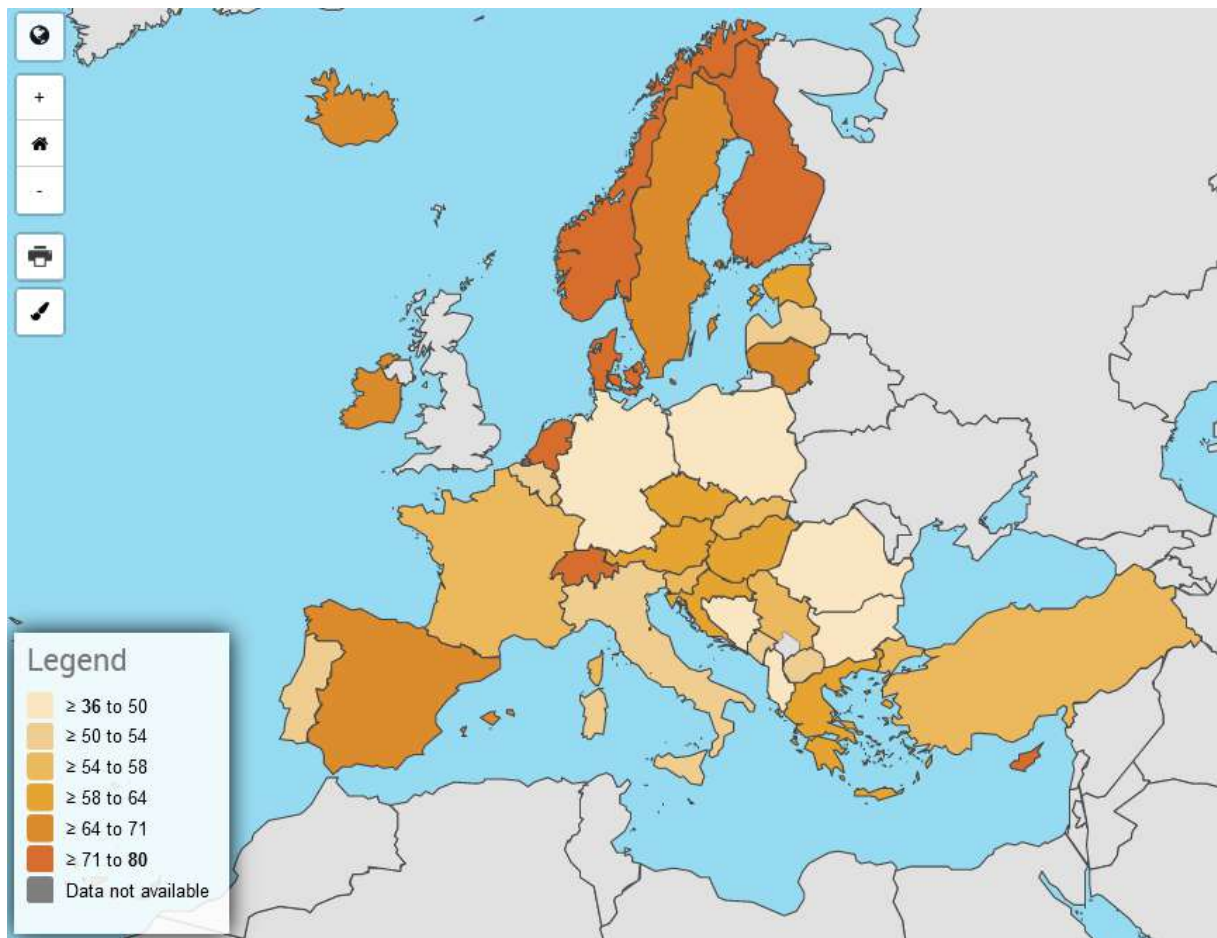 +
-
Legend
≥ 36 to 50
≥ 50 to 54
≥ 54 to 58
≥ 58 to 64
≥ 64 to 71
≥ 71 to 80
Data not available